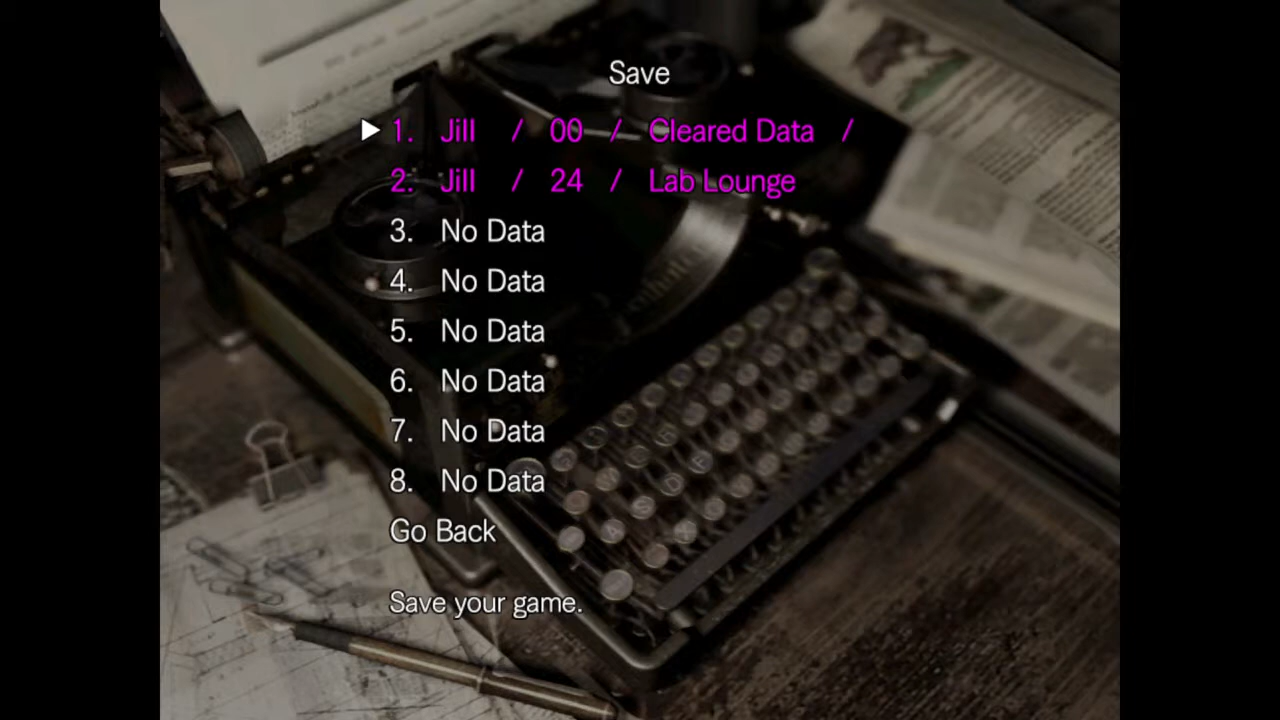 Save
1. Jill / 00 / Cleared Data /
2. Jill / 24 / Lab Lounge
3. No Data
4. No Data
5. No Data
6. No Data
7. No Data
8. No Data
Go Back
Save your game.